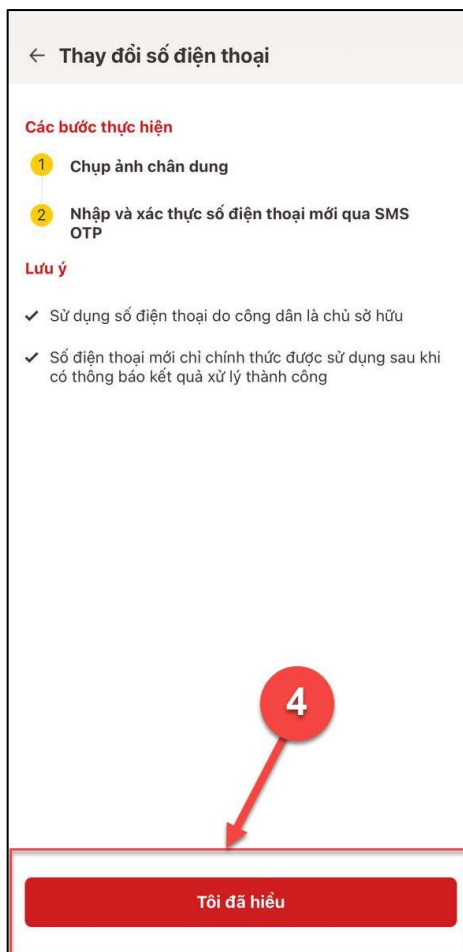 Thay đổi số điện thoại
Các bước thực hiện
1 Chụp ảnh chân dung
2 Nhập và xác thực số điện thoại mới qua SMS
OTP
Lưu ý
Sử dụng số điện thoại do công dân là chủ sở hữu
Số điện thoại mới chỉ chính thức được sử dụng sau khi
có thông báo kết quả xử lý thành công
4
Tôi đã hiểu